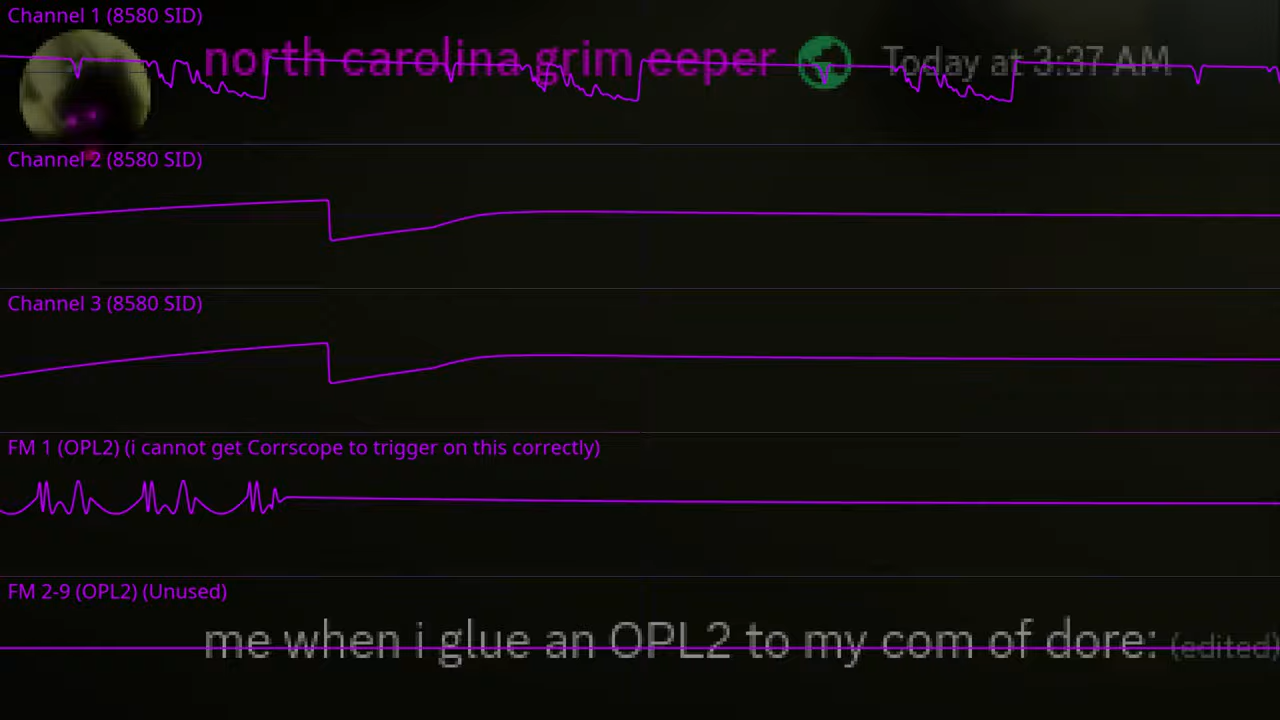 Channel 1 (8580 SID)
north carolina grim eeper Today at 3:37 AM
Channel 2 (8580 SID)
Channel 3 (8580 SID)
FM 1 (OPL2) (i cannot get Corrscope to trigger on this correctly)
FM 2-9 (OPL2) (Unused)
me when i glue an OPL2 to my com of dore: (edited)